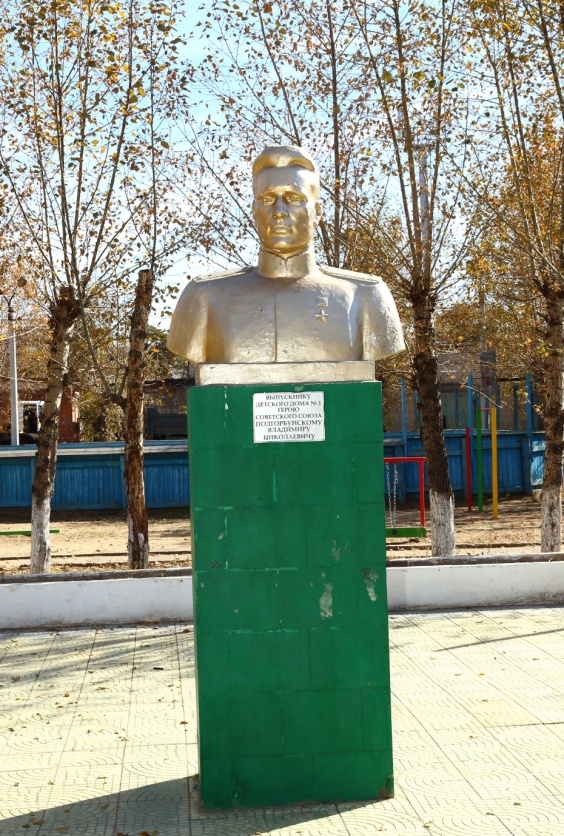 ВЫПУСКНИКУ
ДЕТСКОГО ДОМА №1
ГЕРОЮ
СОВЕТСКОГО СОЮЗА
ПОДГОРБУНСКОМУ
ВЛАДИМИРУ
НИКОЛАЕВИЧУ